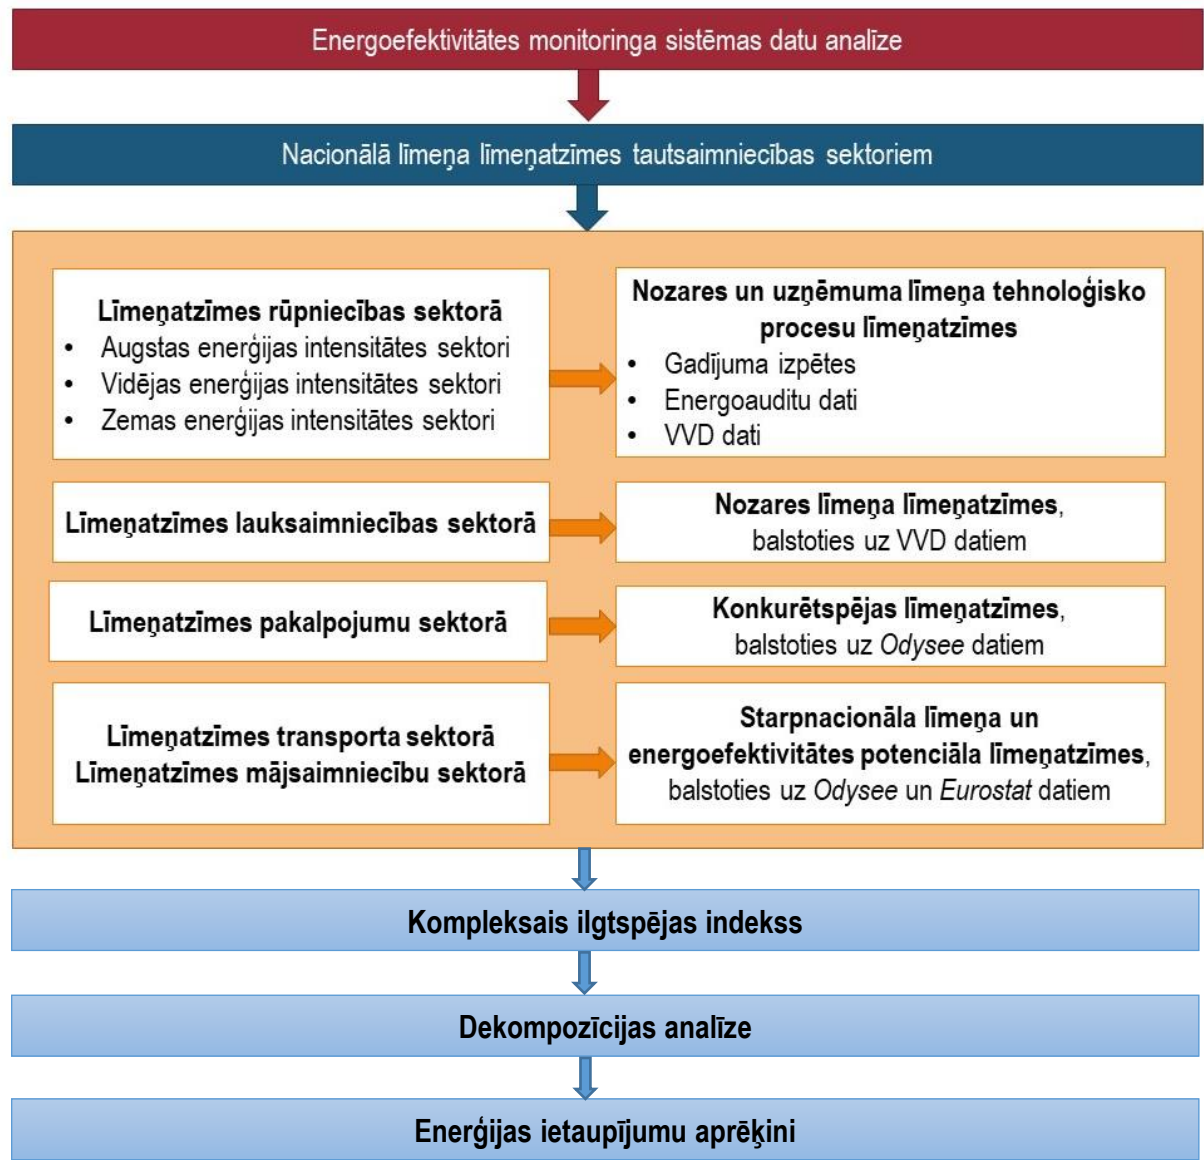 Energoefektivitātes monitoringa sistēmas datu analīze
Nacionālā līmeņa līmeņatzīmes tautsaimniecības sektoriem
Līmeņatzīmes rūpniecības sektorā
• Augstas enerģijas intensitātes sektori
• Vidējas enerģijas intensitātes sektori
• Zemas enerģijas intensitātes sektori
Nozares un uzņēmuma līmeņa tehnoloģisko
procesu līmeņatzīmes
• Gadījuma izpētes
• Energoauditu dati
• VVD dati
Līmeņatzīmes lauksaimniecības sektorā
Nozares līmeņa līmeņatzīmes,
balstoties uz VVD datiem
Līmeņatzīmes pakalpojumu sektorā
Konkurētspējas līmeņatzīmes,
balstoties uz Odysee datiem
Līmeņatzīmes transporta sektorā
Līmeņatzīmes mājsaimniecību sektorā
Starpnacionāla līmeņa un
energoefektivitātes potenciāla līmeņatzīmes,
balstoties uz Odysee un Eurostat datiem
Kompleksais ilgtspējas indekss
Dekompozīcijas analīze
Enerģijas ietaupījumu aprēķini